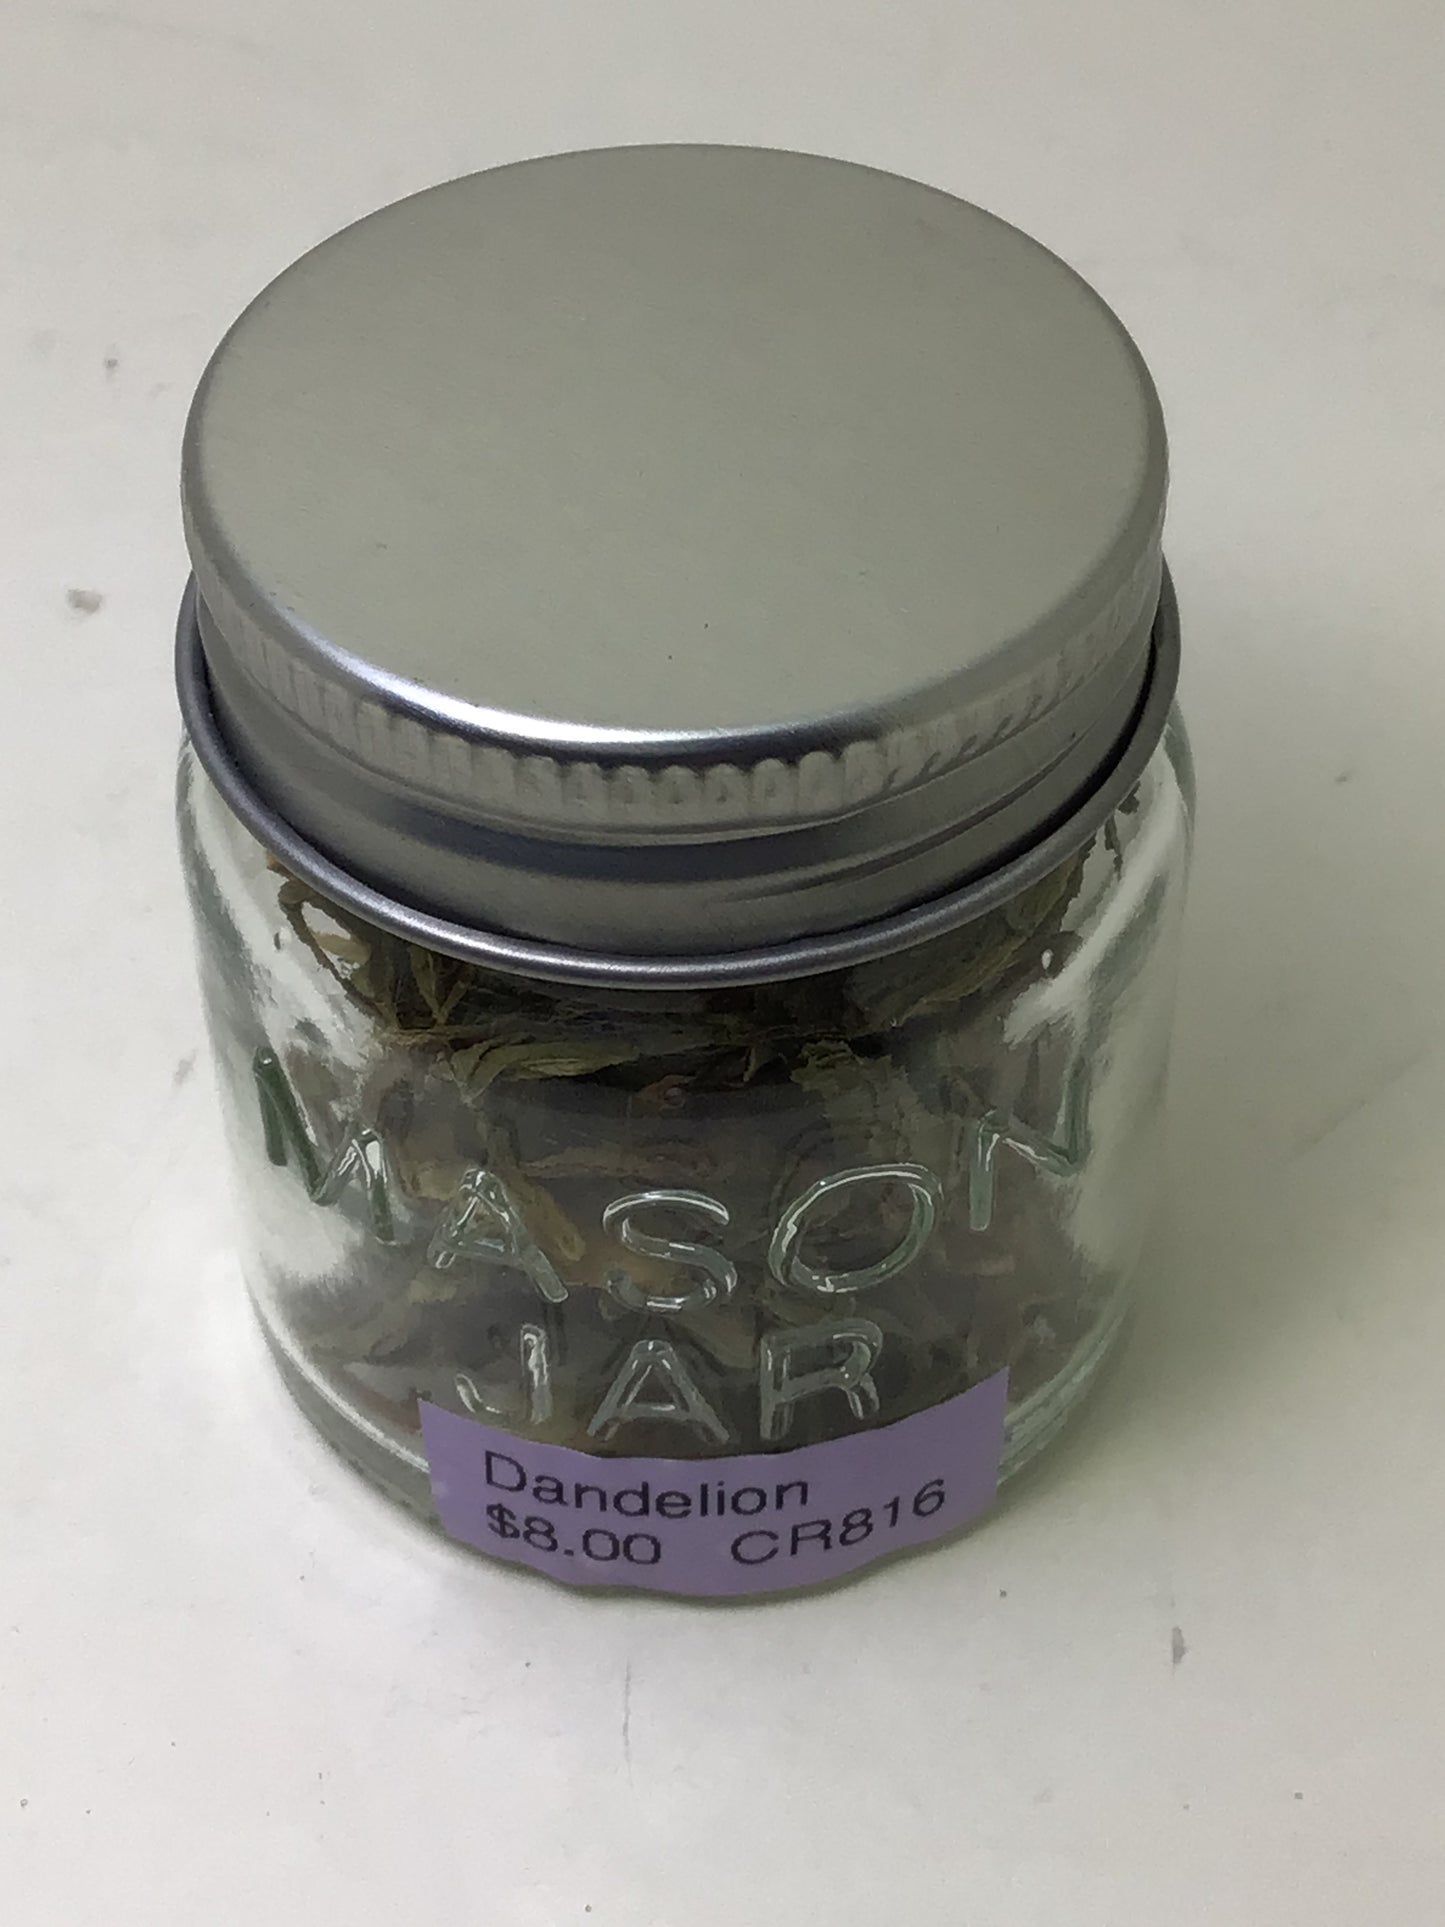 MASON
JAR
Dandelion
$8.00 CR816